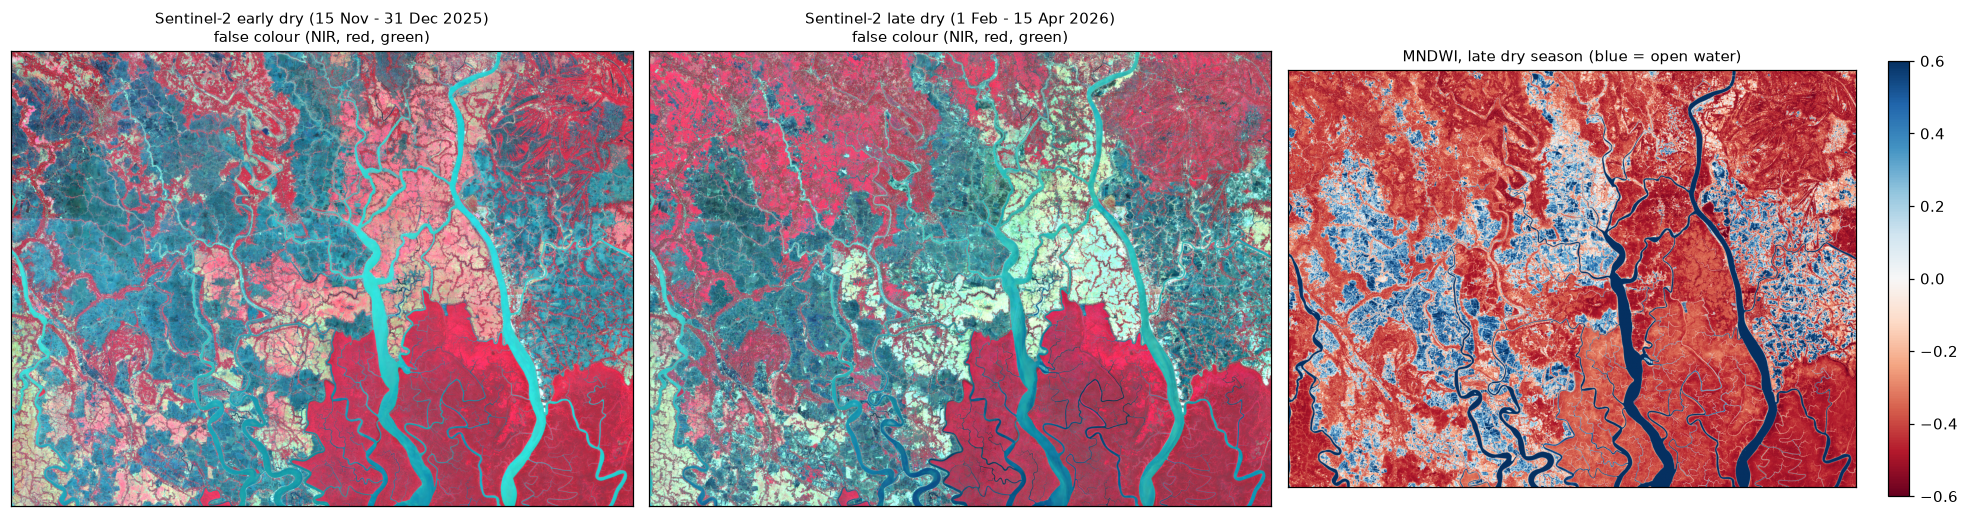 Sentinel-2 early dry (15 Nov - 31 Dec 2025)
false colour (NIR, red, green)
Sentinel-2 late dry (1 Feb - 15 Apr 2026)
false colour (NIR, red, green)
MNDWI, late dry season (blue = open water)
0.6
0.4
0.2
0.0
−0.2
−0.4
−0.6